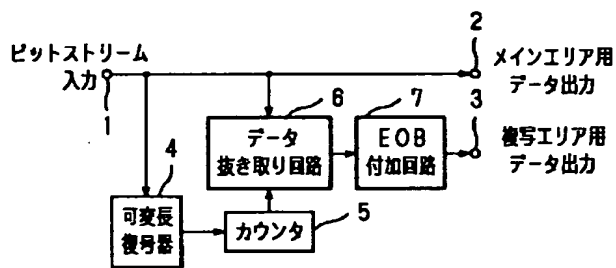 ビットストリーム
入力
1
2
メインエリア用
データ出力
3
複写エリア用
データ出力
6
データ
抜き取り回路
7
EOB
付加回路
4
可変長
復号器
カウンタ
5